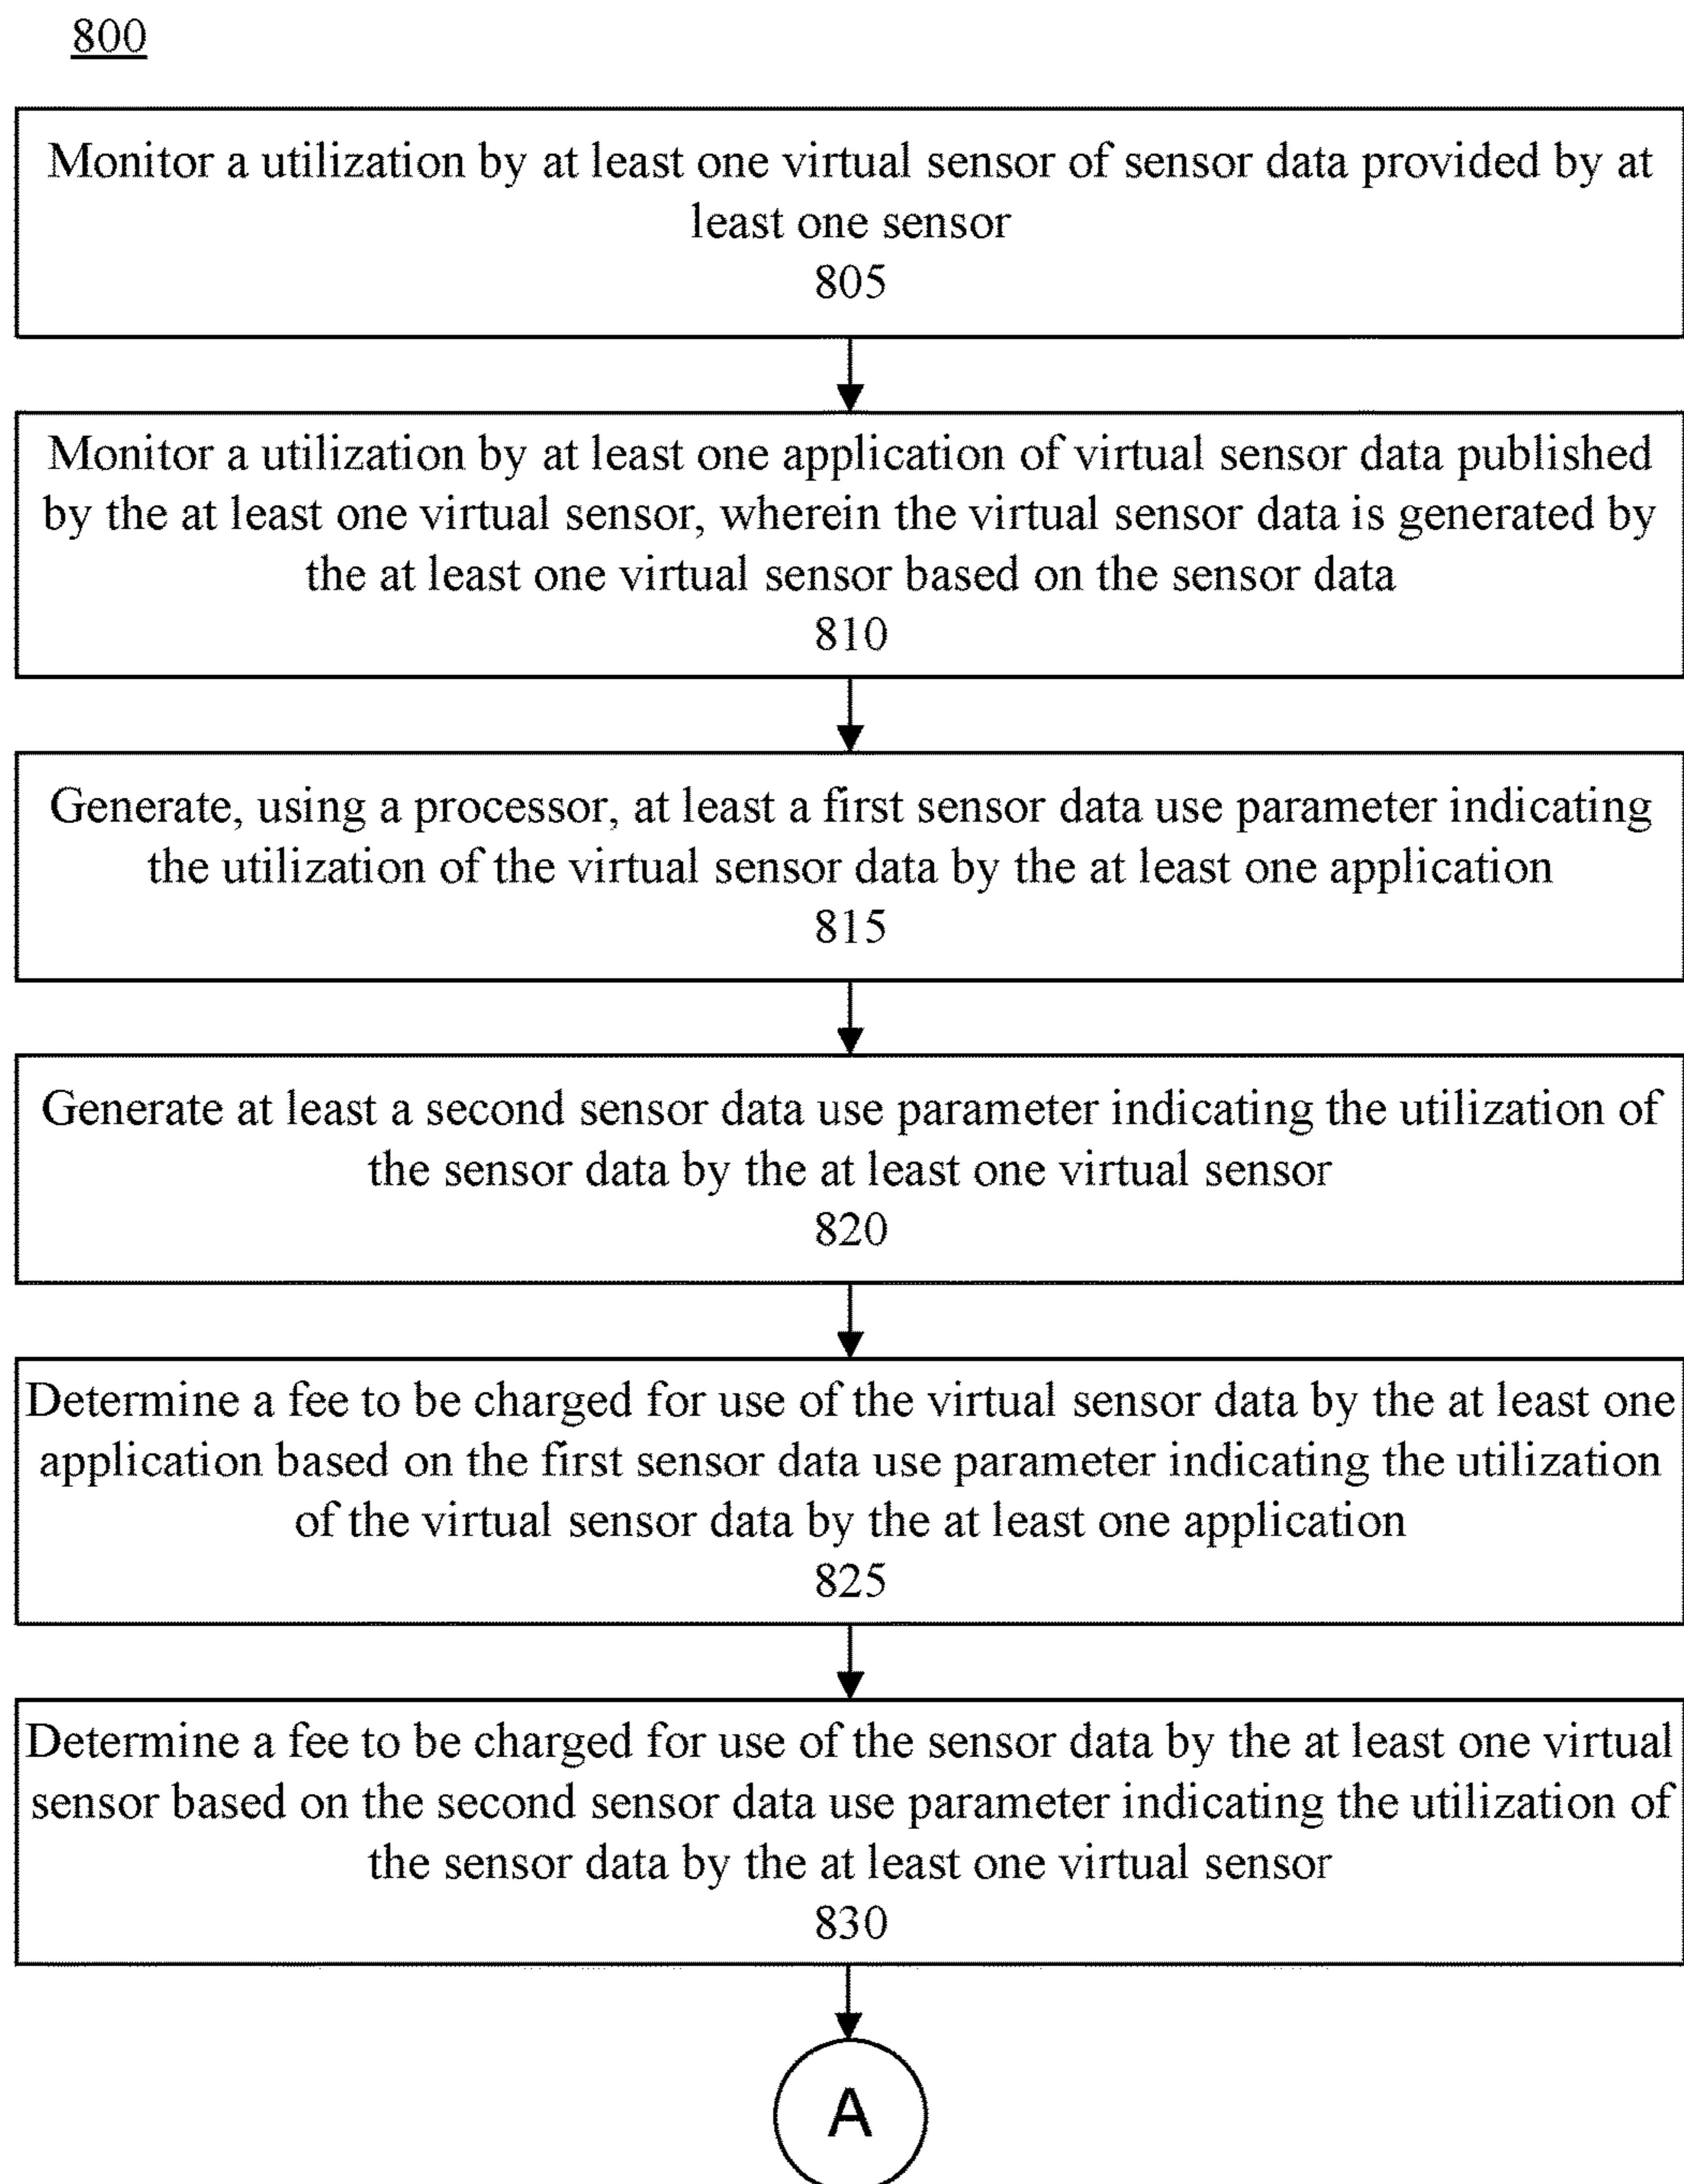 800
Monitor a utilization by at least one virtual sensor of sensor data provided by at
least one sensor
805
Monitor a utilization by at least one application of virtual sensor data published
by the at least one virtual sensor, wherein the virtual sensor data is generated by
the at least one virtual sensor based on the sensor data
810
Generate, using a processor, at least a first sensor data use parameter indicating
the utilization of the virtual sensor data by the at least one application
815
Generate at least a second sensor data use parameter indicating the utilization of
the sensor data by the at least one virtual sensor
820
Determine a fee to be charged for use of the virtual sensor data by the at least one
application based on the first sensor data use parameter indicating the utilization
of the virtual sensor data by the at least one application
825
Determine a fee to be charged for use of the sensor data by the at least one virtual
sensor based on the second sensor data use parameter indicating the utilization of
the sensor data by the at least one virtual sensor
830
A